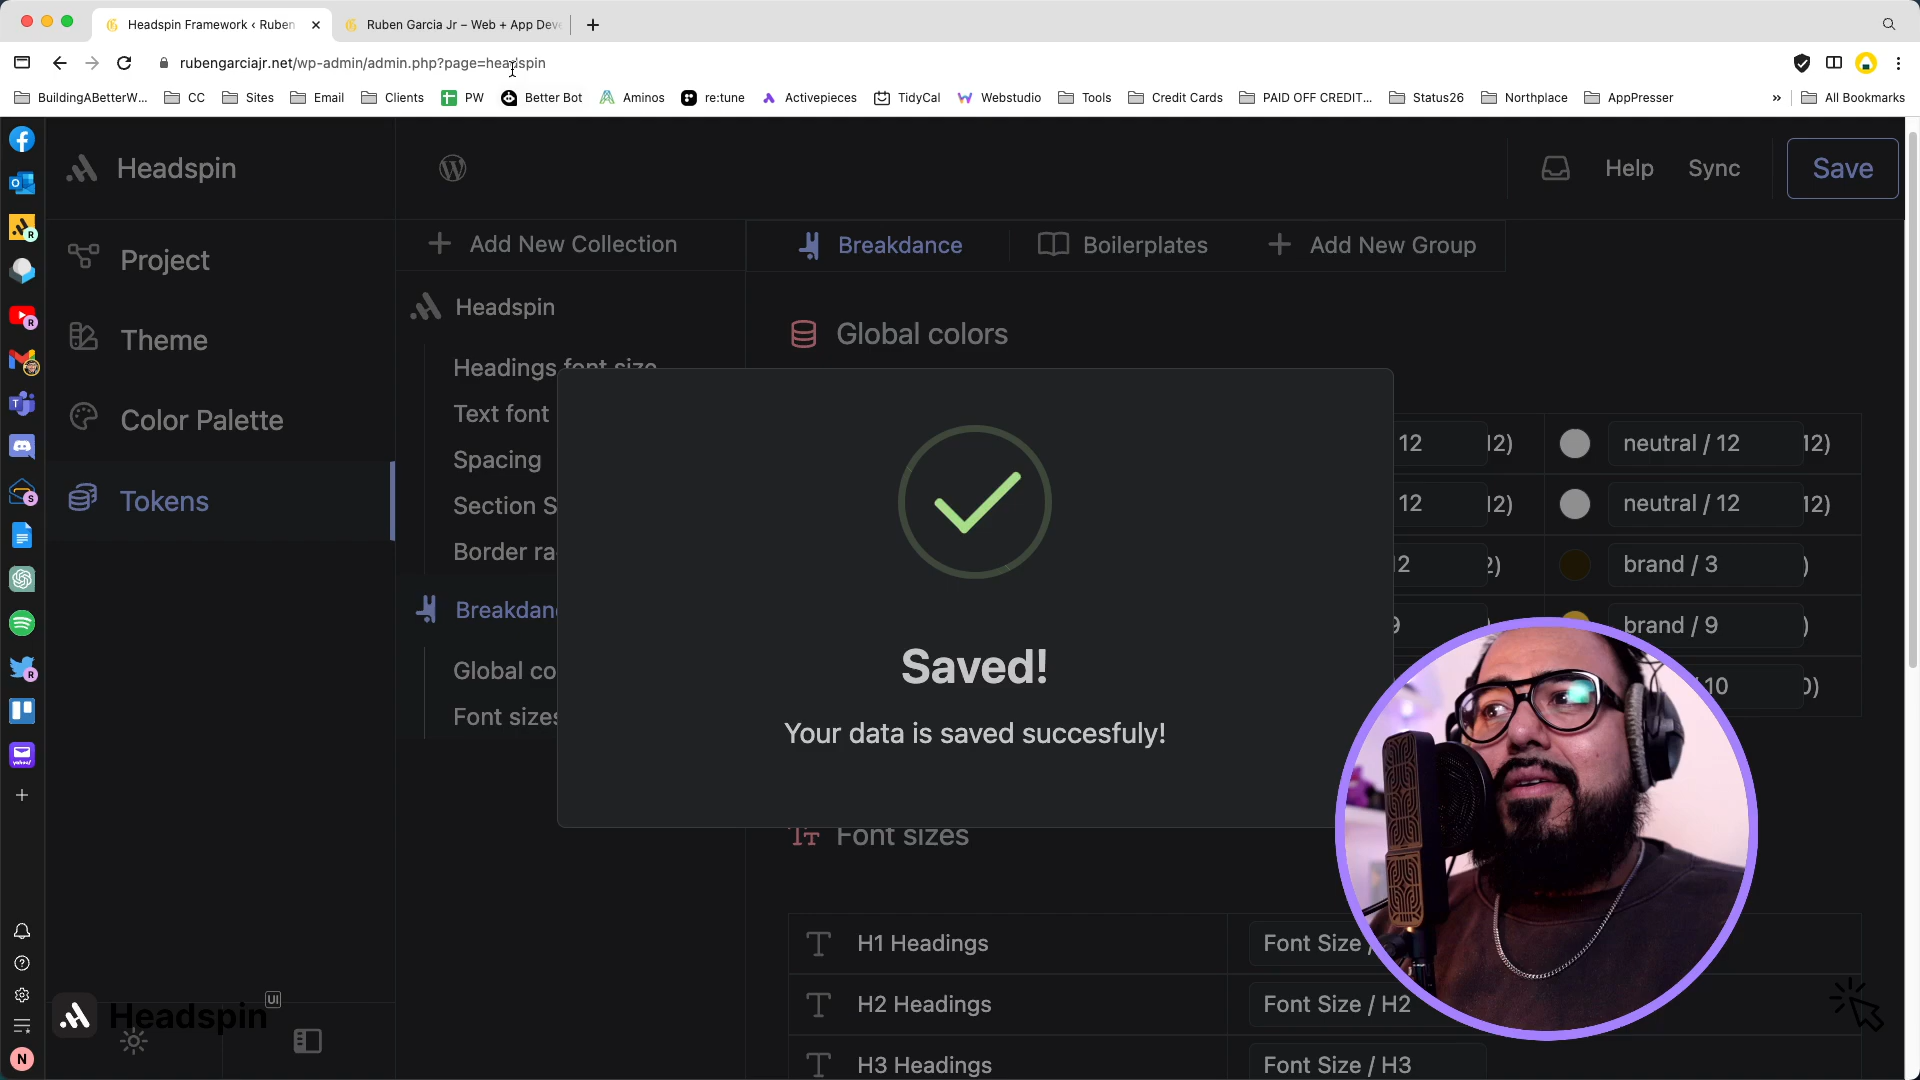 Headspin Framework ‹ Ruben
Ruben Garcia Jr – Web + App Deve
rubengarciajr.net/wp-admin/admin.php?page=headspin
BuildingABetterW...
CC
Sites
Email
Clients
PW
Better Bot
Aminos
re:tune
Activepieces
TidyCal
Webstudio
Tools
Credit Cards
PAID OFF CREDIT...
Status26
Northplace
AppPresser
»
All Bookmarks
Headspin
Help
Sync
Save
Project
Theme
Color Palette
Tokens
Add New Collection
Headspin
Headings font size
Text font
Spacing
Section S
Border ra
Breakdan
Global co
Font sizes
Breakdance
Boilerplates
Add New Group
Global colors
12 12) neutral / 12 12)
12 12) neutral / 12 12)
12 2) brand / 3 )
9 brand / 9 )
10 0)
Saved!
Your data is saved succesfuly!
Font sizes
H1 Headings
Font Size /
H2 Headings
Font Size / H2
H3 Headings
Font Size / H3
Headspin
UI
N